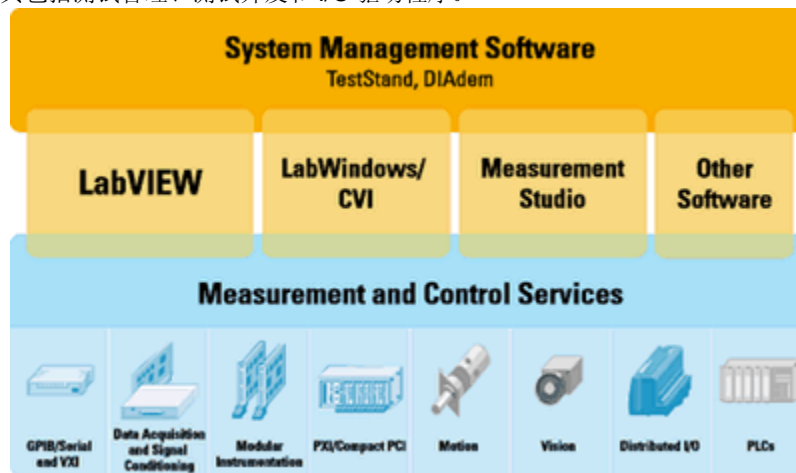 System Management Software
TestStand, DIAdem
LabVIEW
LabWindows/
CVI
Measurement
Studio
Other
Software
Measurement and Control Services
GPIB/Serial
and VXI
Data Acquisition
and Signal
Conditioning
Modular
Instrumentation
PXI/Compact PCI
Motion
Vision
Distributed I/O
PLCs